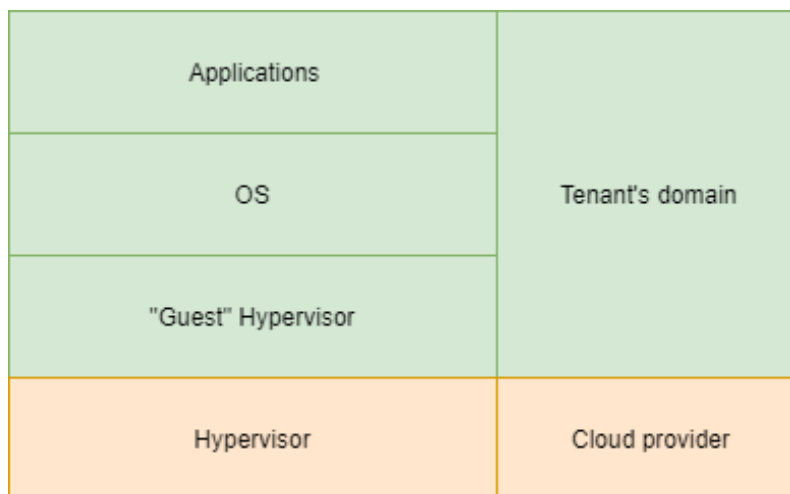 Applications
OS
Tenant's domain
"Guest" Hypervisor
Hypervisor
Cloud provider